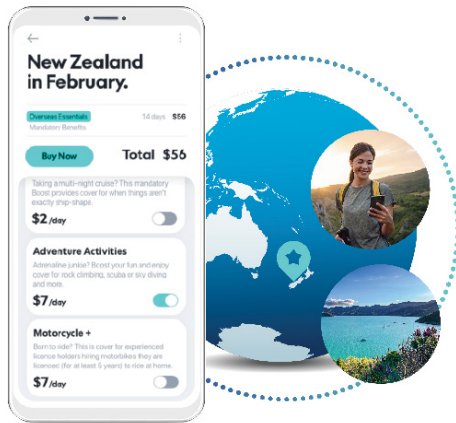 New Zealand
in February.
Overseas Essentials 14 days $56
Mandatory Benefits
Buy Now Total $56
Taking a multi-night cruise? This mandatory
Boost provides cover for when things aren't
exactly ship-shape.
$2 /day
Adventure Activities
Adrenaline junkie? Boost your fun and enjoy
cover for rock climbing, scuba or sky diving
and more.
$7 /day
Motorcycle +
Born to ride? This is cover for experienced
licence holders hiring motorbikes they are
licenced (for at least 5 years) to ride at home.
$7 /day